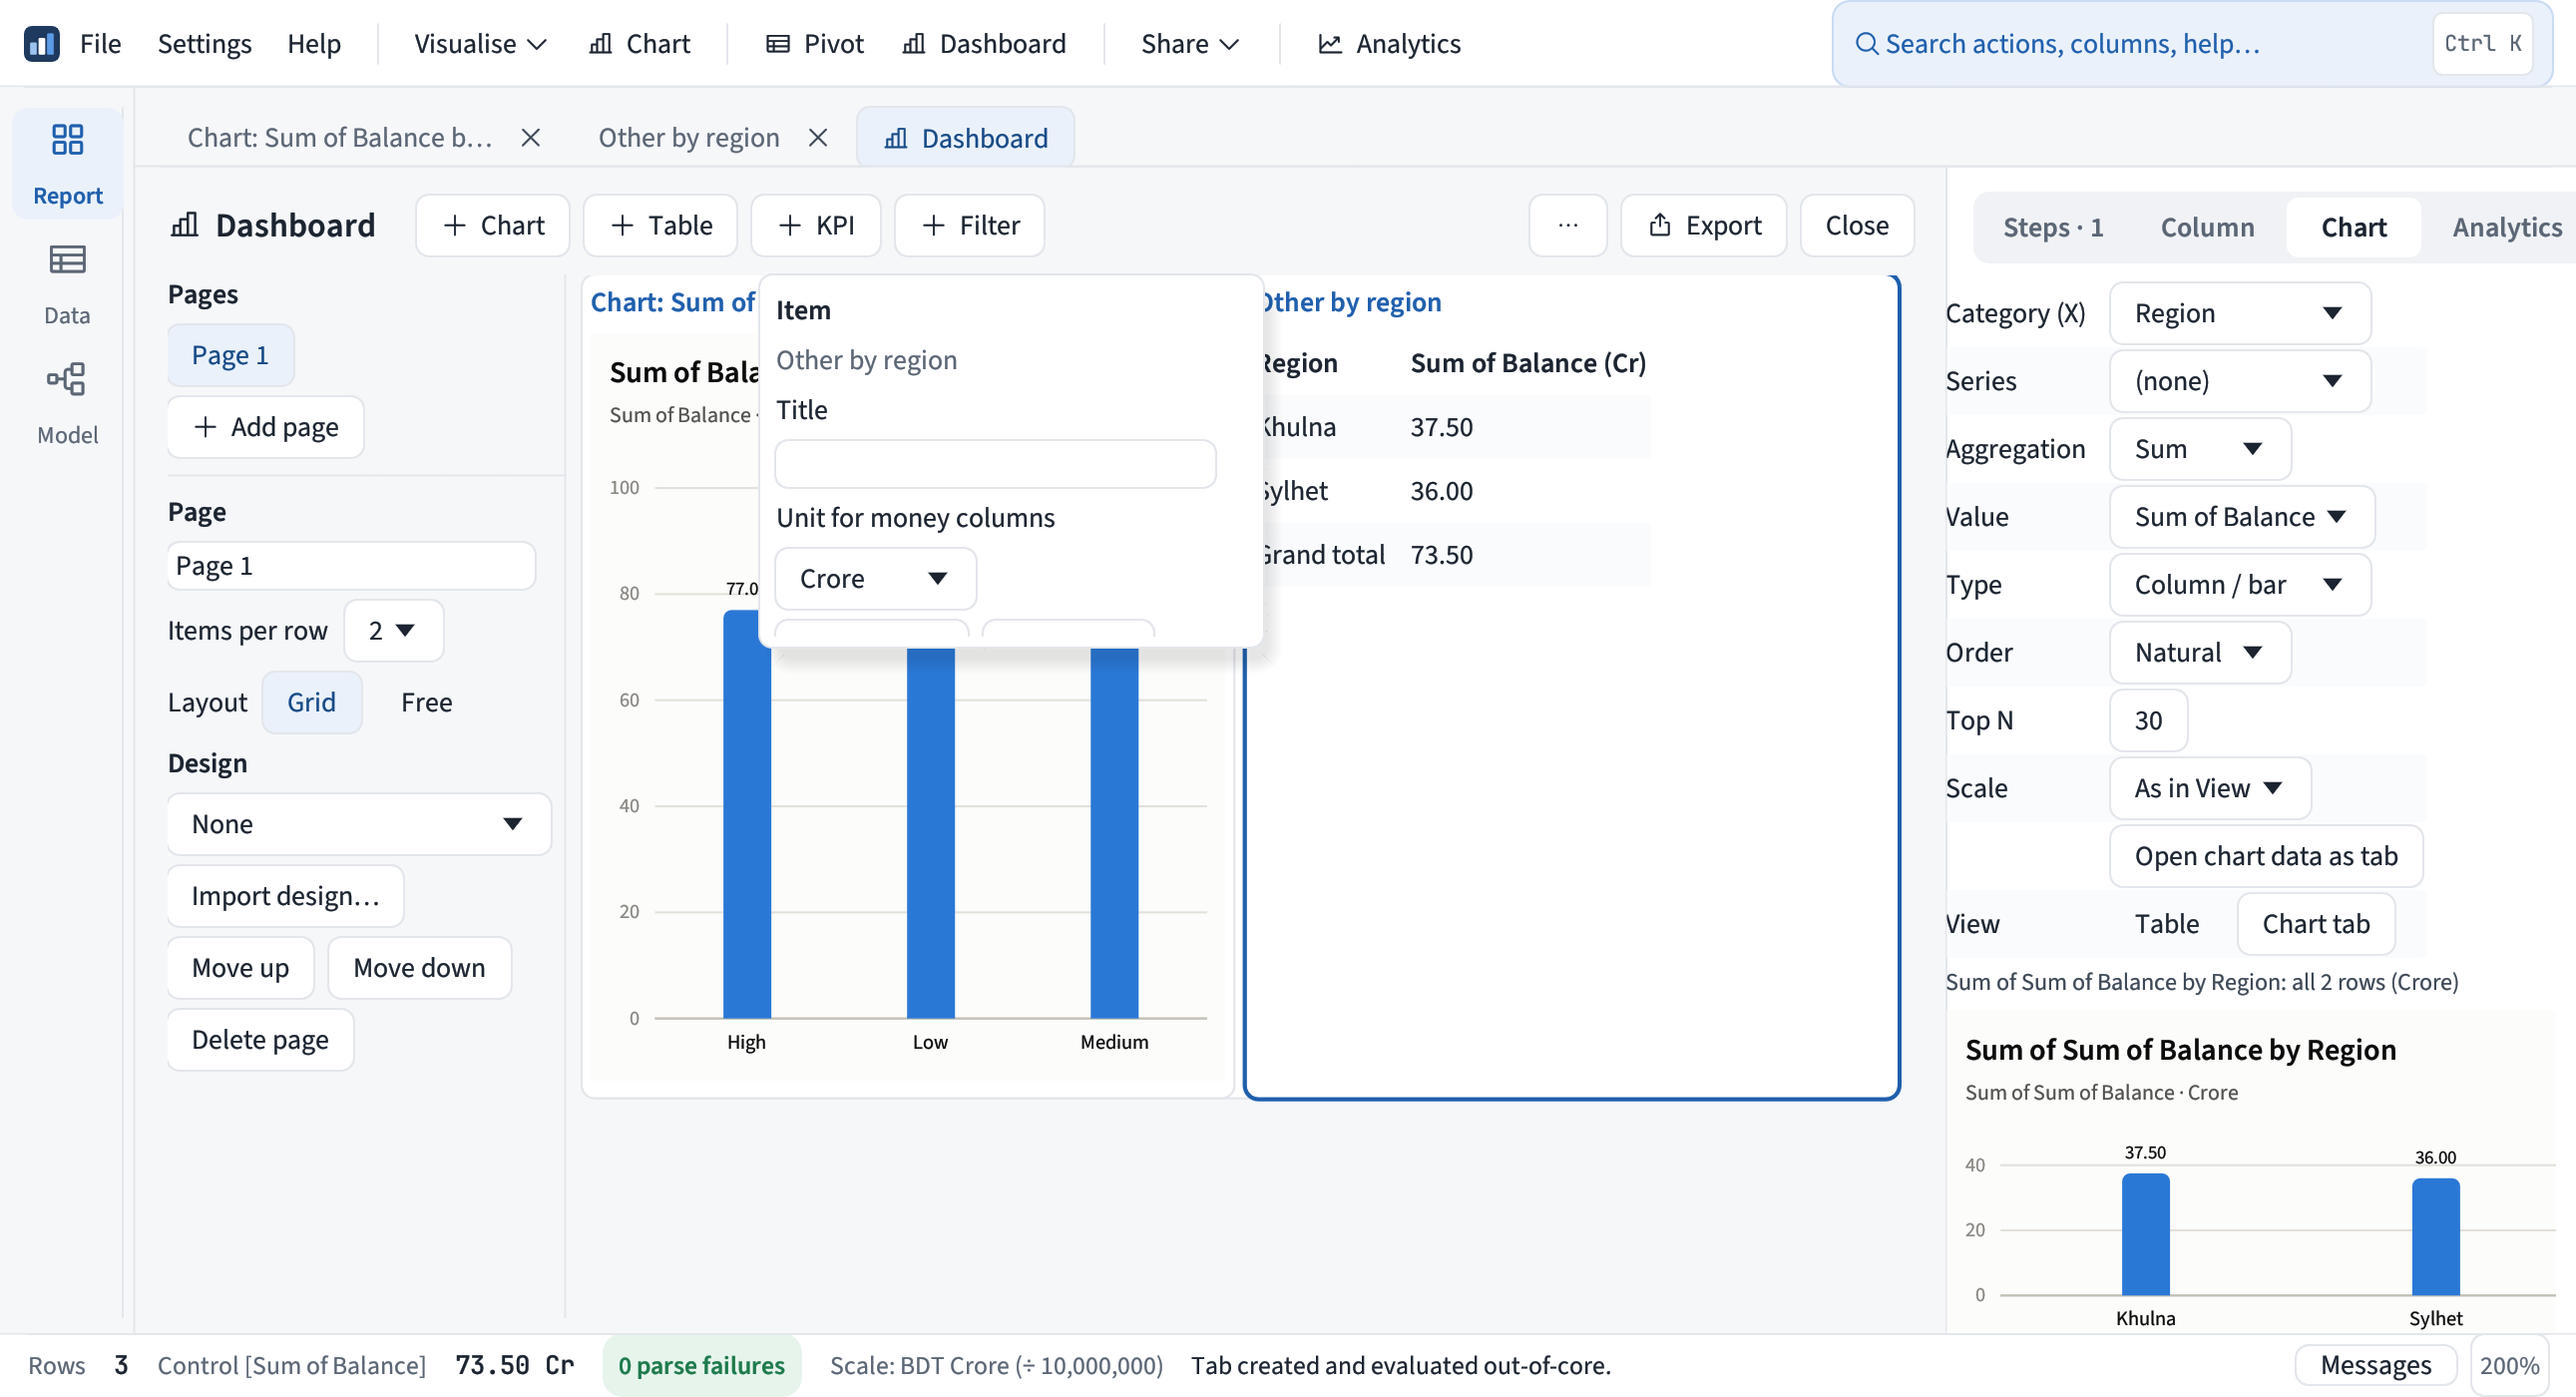 File Settings Help Visualise Chart Pivot Dashboard Share Analytics Search actions, columns, help… Ctrl K
Chart: Sum of Balance b… Other by region Dashboard
Report
Data
Model
Dashboard + Chart + Table + KPI + Filter … Export Close
Pages
Page 1
+ Add page
Page
Page 1
Items per row 2
Layout Grid Free
Design
None
Import design…
Move up Move down
Delete page
Chart: Sum of
Sum of Bala
Sum of Balance ·
100
80
60
40
20
0
77.0
High Low Medium
Item
Other by region
Title
Unit for money columns
Crore
Other by region
Region Sum of Balance (Cr)
Khulna 37.50
Sylhet 36.00
Grand total 73.50
Steps · 1 Column Chart Analytics
Category (X) Region
Series (none)
Aggregation Sum
Value Sum of Balance
Type Column / bar
Order Natural
Top N 30
Scale As in View
Open chart data as tab
View Table Chart tab
Sum of Sum of Balance by Region: all 2 rows (Crore)
Sum of Sum of Balance by Region
Sum of Sum of Balance · Crore
37.50 36.00
40
20
0
Khulna Sylhet
Rows 3 Control [Sum of Balance] 73.50 Cr 0 parse failures Scale: BDT Crore (÷ 10,000,000) Tab created and evaluated out-of-core. Messages 200%